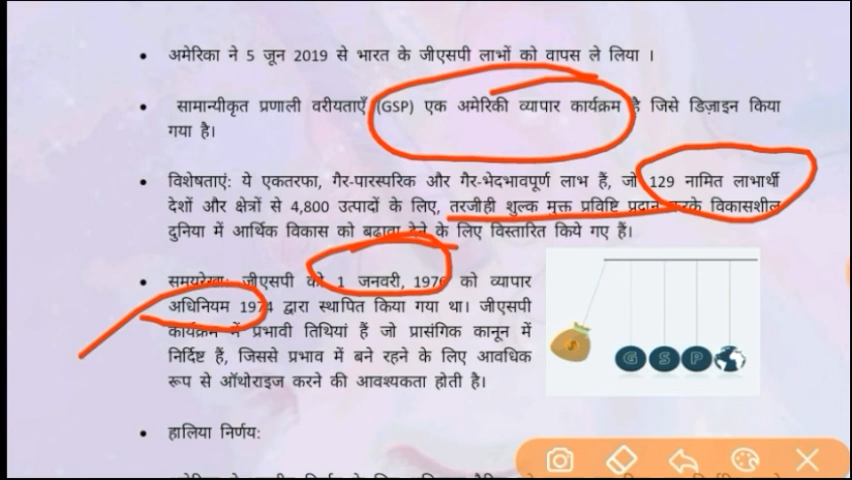 अमेरिका ने 5 जून 2019 से भारत के जीएसपी लाभों को वापस ले लिया ।
सामान्यीकृत प्रणाली वरीयताएँ (GSP) एक अमेरिकी व्यापार कार्यक्रम है जिसे डिज़ाइन किया
गया है।
विशेषताएं: ये एकतरफा, गैर-पारस्परिक और गैर-भेदभावपूर्ण लाभ हैं, जो 129 नामित लाभार्थी
देशों और क्षेत्रों से 4,800 उत्पादों के लिए, तरजीही शुल्क मुक्त प्रविष्टि प्रदान करके विकासशील
दुनिया में आर्थिक विकास को बढ़ावा देने के लिए विस्तारित किये गए हैं।
समयरेखा: जीएसपी को 1 जनवरी, 1976 को व्यापार
अधिनियम 1974 द्वारा स्थापित किया गया था। जीएसपी
कार्यक्रम में प्रभावी तिथियां हैं जो प्रासंगिक कानून में
निर्दिष्ट हैं, जिससे प्रभाव में बने रहने के लिए आवधिक
रूप से ऑथोराइज करने की आवश्यकता होती है।
G S P
हालिया निर्णय: